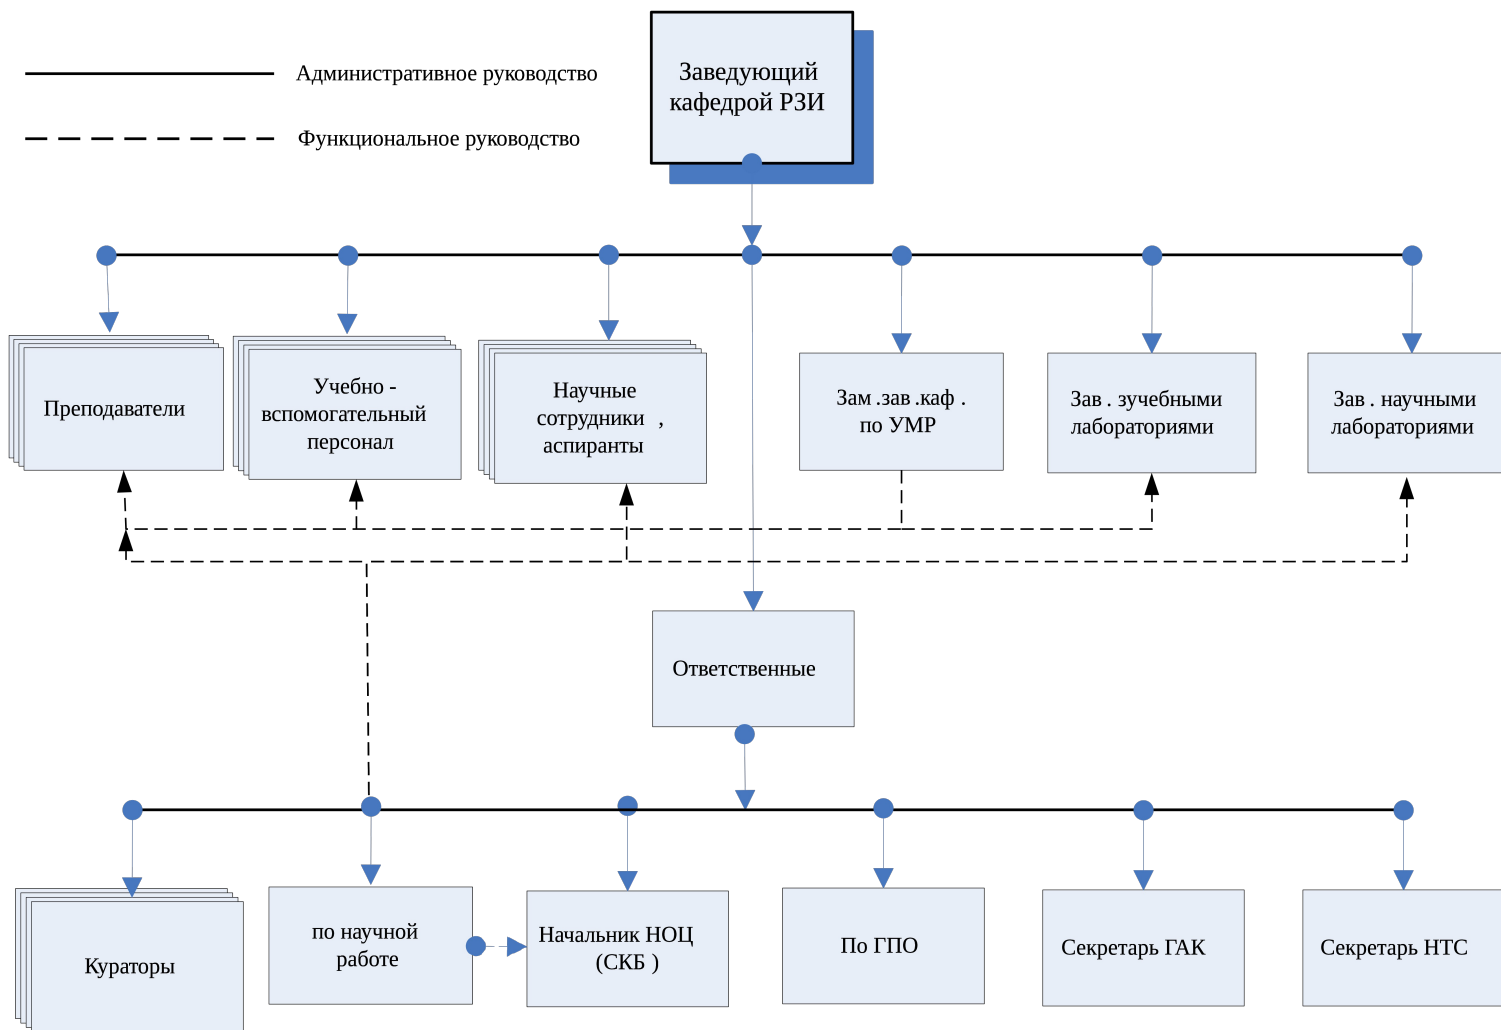 Административное руководство
Функциональное руководство
Заведующий
кафедрой РЗИ
Преподаватели
Учебно -
вспомогательный
персонал
Научные
сотрудники ,
аспиранты
Зам .зав .каф .
по УМР
Зав . зучебными
лабораториями
Зав . научными
лабораториями
Ответственные
Кураторы
по научной
работе
Начальник НОЦ
(СКБ )
По ГПО
Секретарь ГАК
Секретарь НТС